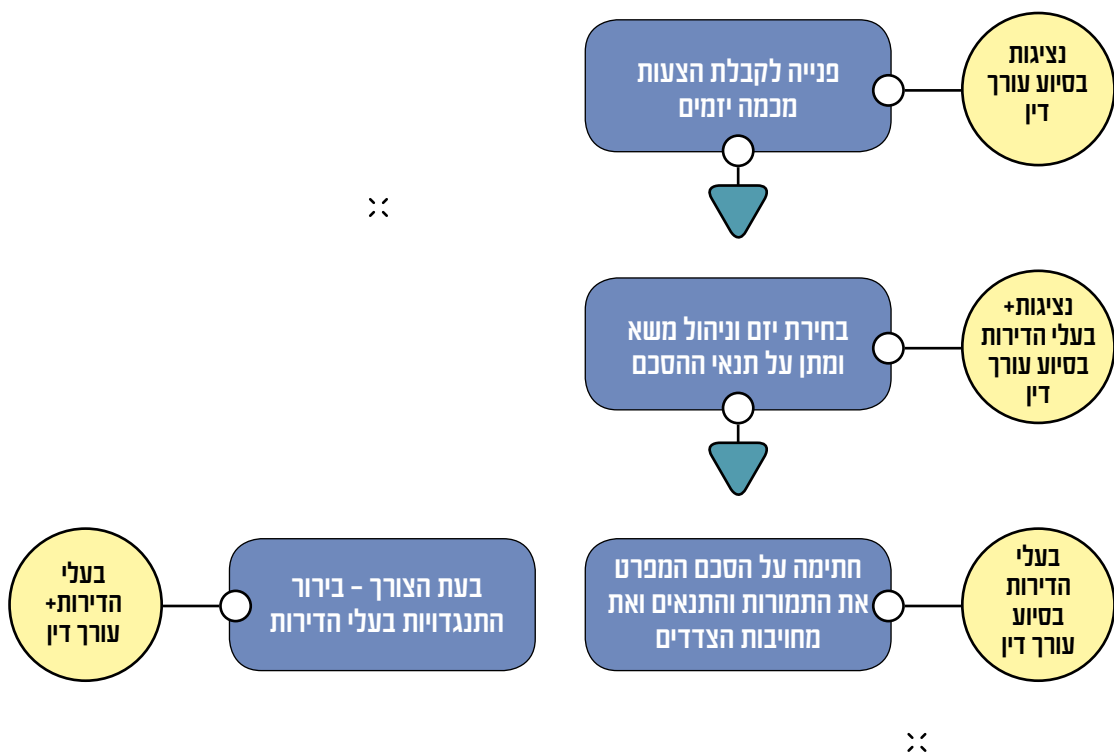 נציגות
בסיוע עורך
דין
פנייה לקבלת הצעות
מכמה יזמים
נציגות+
בעלי הדירות
בסיוע עורך
דין
בחירת יזם וניהול משא
ומתן על תנאי ההסכם
בעלי
הדירות
בסיוע
עורך דין
חתימה על הסכם המפרט
את התמורות והתנאים ואת
מחויבות הצדדים
בעת הצורך – בירור
התנגדויות בעלי הדירות
בעלי
הדירות+
עורך דין